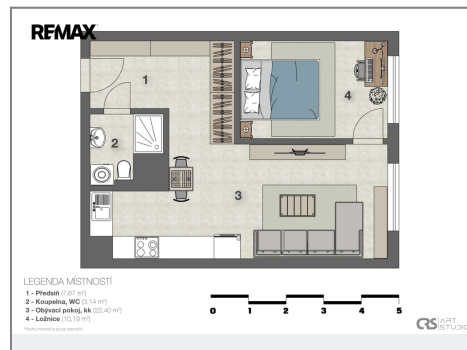 RE/MAX
1
2
3
4
LEGENDA MÍSTNOSTÍ
1 - Předsíň (7,67 m²)
2 - Koupelna, WC (3,14 m²)
3 - Obývací pokoj, kk (22,40 m²)
4 - Ložnice (10,19 m²)
0 1 2 3 4 5
CRS ART STUDIO